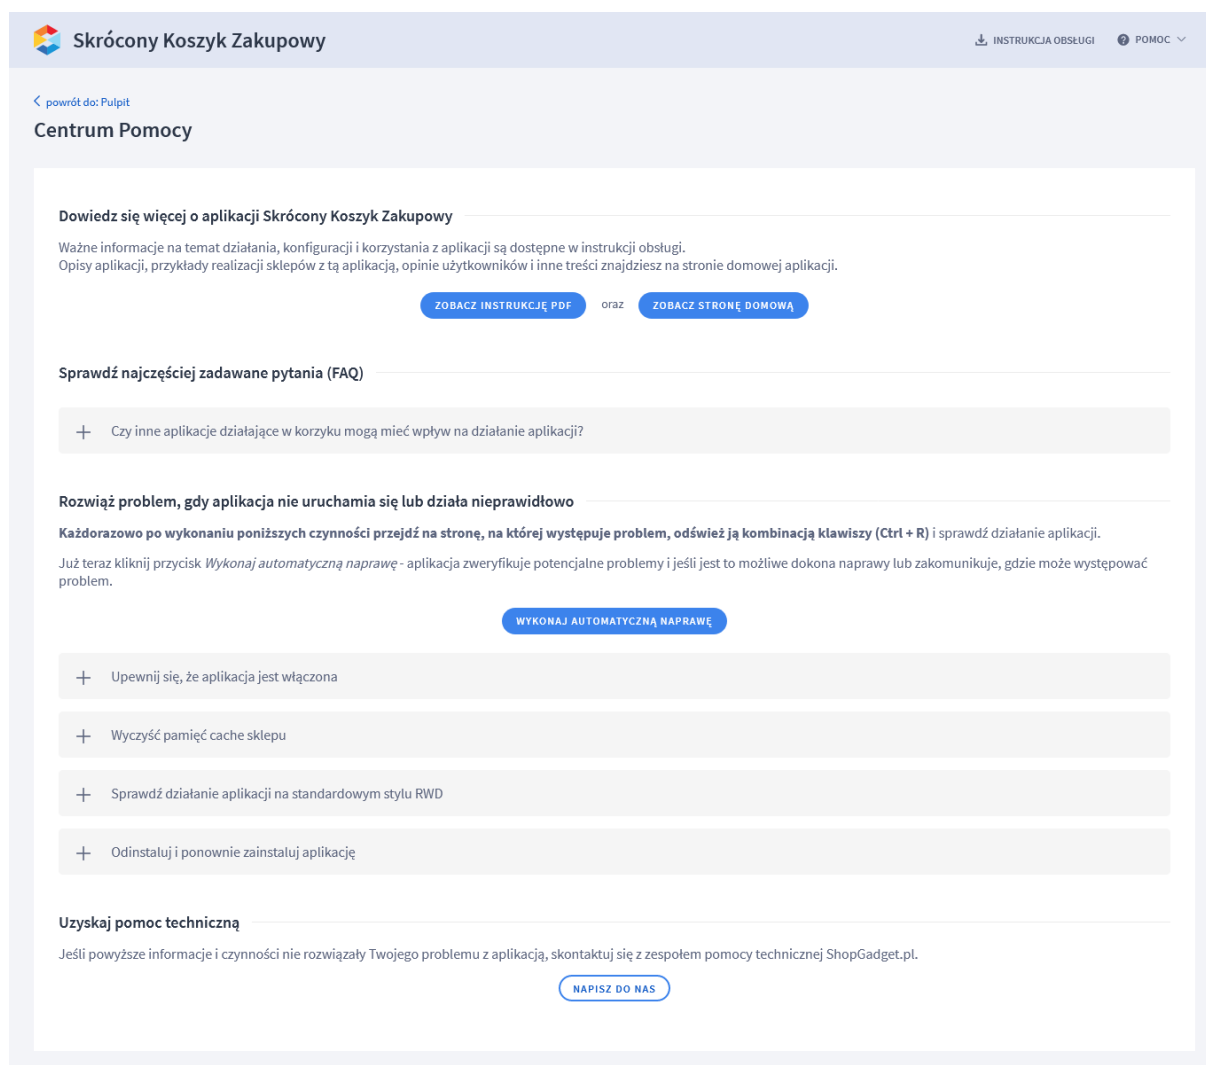 Skrócony Koszyk Zakupowy
INSTRUKCJA OBSŁUGI
POMOC
powrót do: Pulpit
Centrum Pomocy
Dowiedz się więcej o aplikacji Skrócony Koszyk Zakupowy
Ważne informacje na temat działania, konfiguracji i korzystania z aplikacji są dostępne w instrukcji obsługi.
Opisy aplikacji, przykłady realizacji sklepów z tą aplikacją, opinie użytkowników i inne treści znajdziesz na stronie domowej aplikacji.
ZOBACZ INSTRUKCJĘ PDF oraz ZOBACZ STRONĘ DOMOWĄ
Sprawdź najczęściej zadawane pytania (FAQ)
Czy inne aplikacje działające w korzyku mogą mieć wpływ na działanie aplikacji?
Rozwiąż problem, gdy aplikacja nie uruchamia się lub działa nieprawidłowo
Każdorazowo po wykonaniu poniższych czynności przejdź na stronę, na której występuje problem, odśwież ją kombinacją klawiszy (Ctrl + R) i sprawdź działanie aplikacji.
Już teraz kliknij przycisk Wykonaj automatyczną naprawę - aplikacja zweryfikuje potencjalne problemy i jeśli jest to możliwe dokona naprawy lub zakomunikuje, gdzie może występować
problem.
WYKONAJ AUTOMATYCZNĄ NAPRAWĘ
Upewnij się, że aplikacja jest włączona
Wyczyść pamięć cache sklepu
Sprawdź działanie aplikacji na standardowym stylu RWD
Odinstaluj i ponownie zainstaluj aplikację
Uzyskaj pomoc techniczną
Jeśli powyższe informacje i czynności nie rozwiązały Twojego problemu z aplikacją, skontaktuj się z zespołem pomocy technicznej ShopGadget.pl.
NAPISZ DO NAS